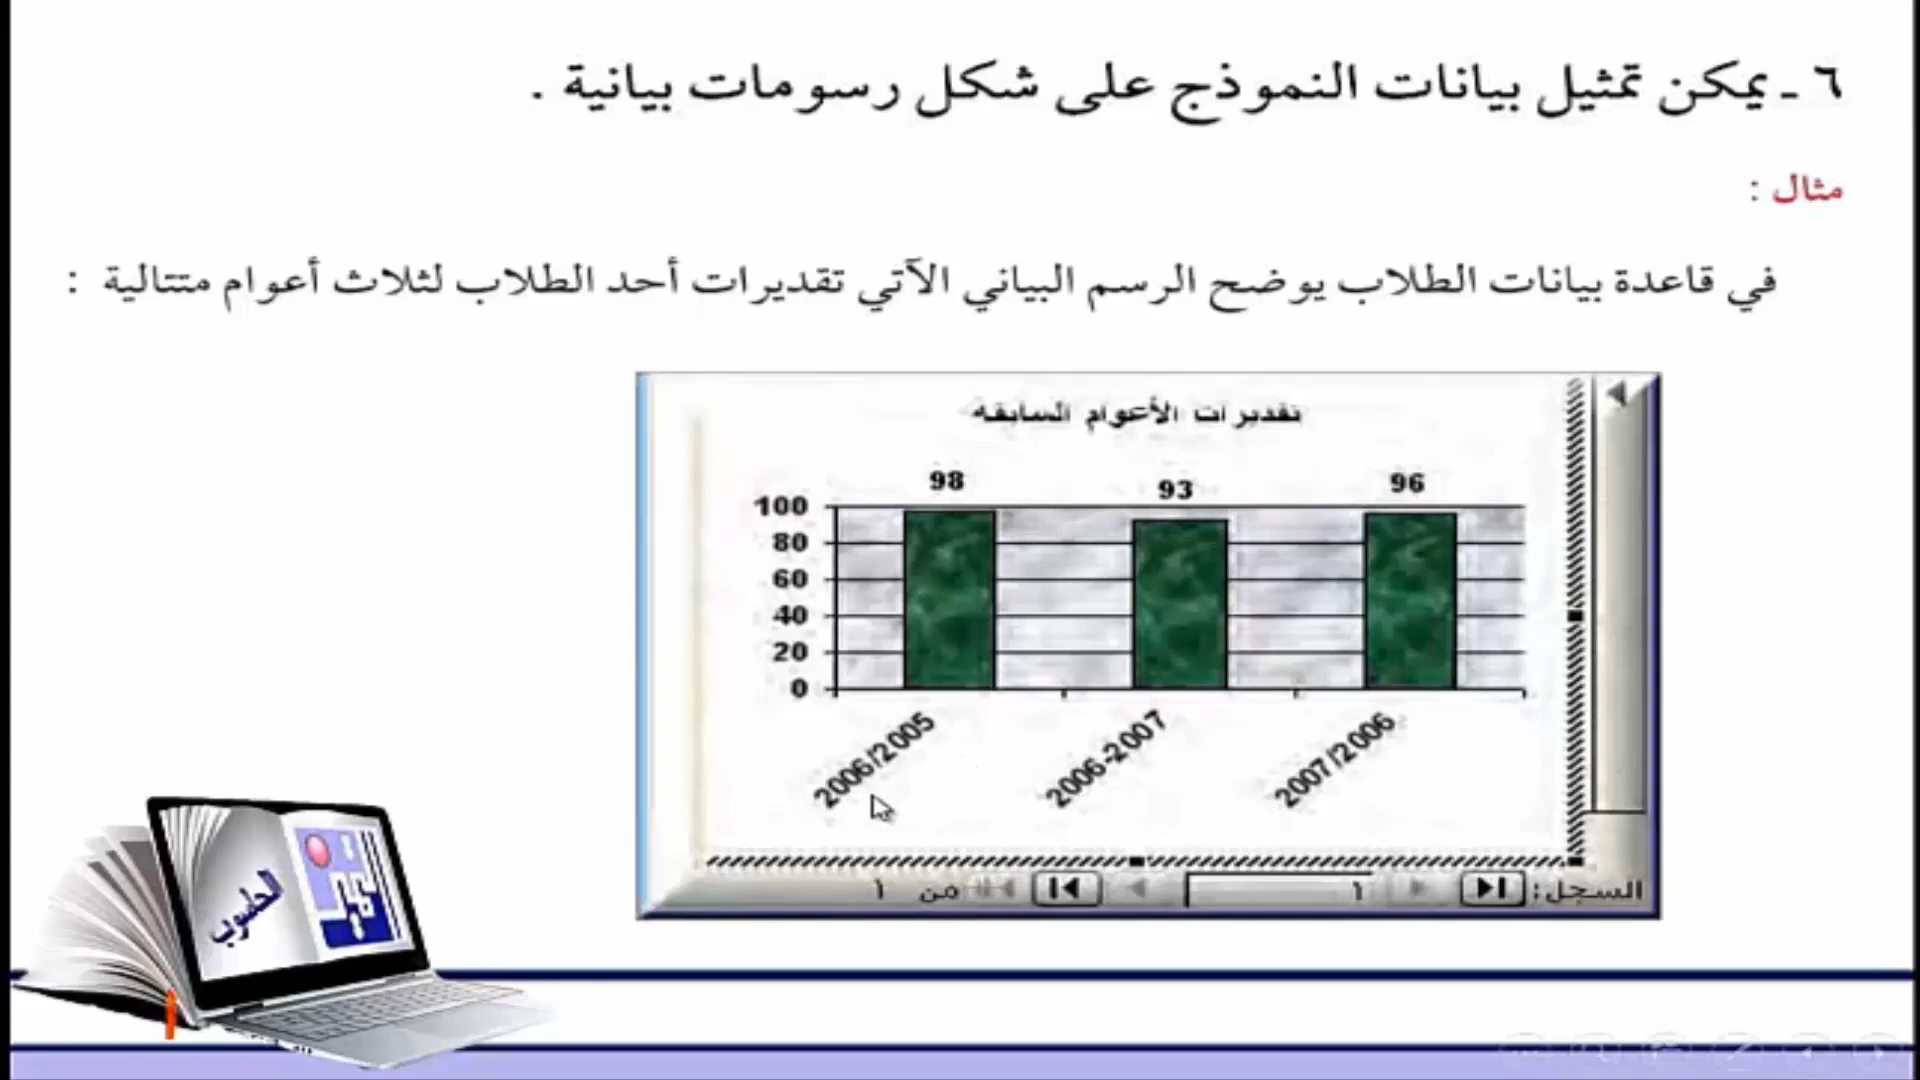 ٦ ـ يمكن تمثيل بيانات النموذج على شكل رسومات بيانية .
مثال :
في قاعدة بيانات الطلاب يوضح الرسم البياني الآتي تقديرات أحد الطلاب لثلاث أعوام متتالية :
تقديرات الأعوام السابقه
98 93 96
100
80
60
40
20
0
2006/2005 2006-2007 2007/2006
السجل: ١ من ١
الحاسوب